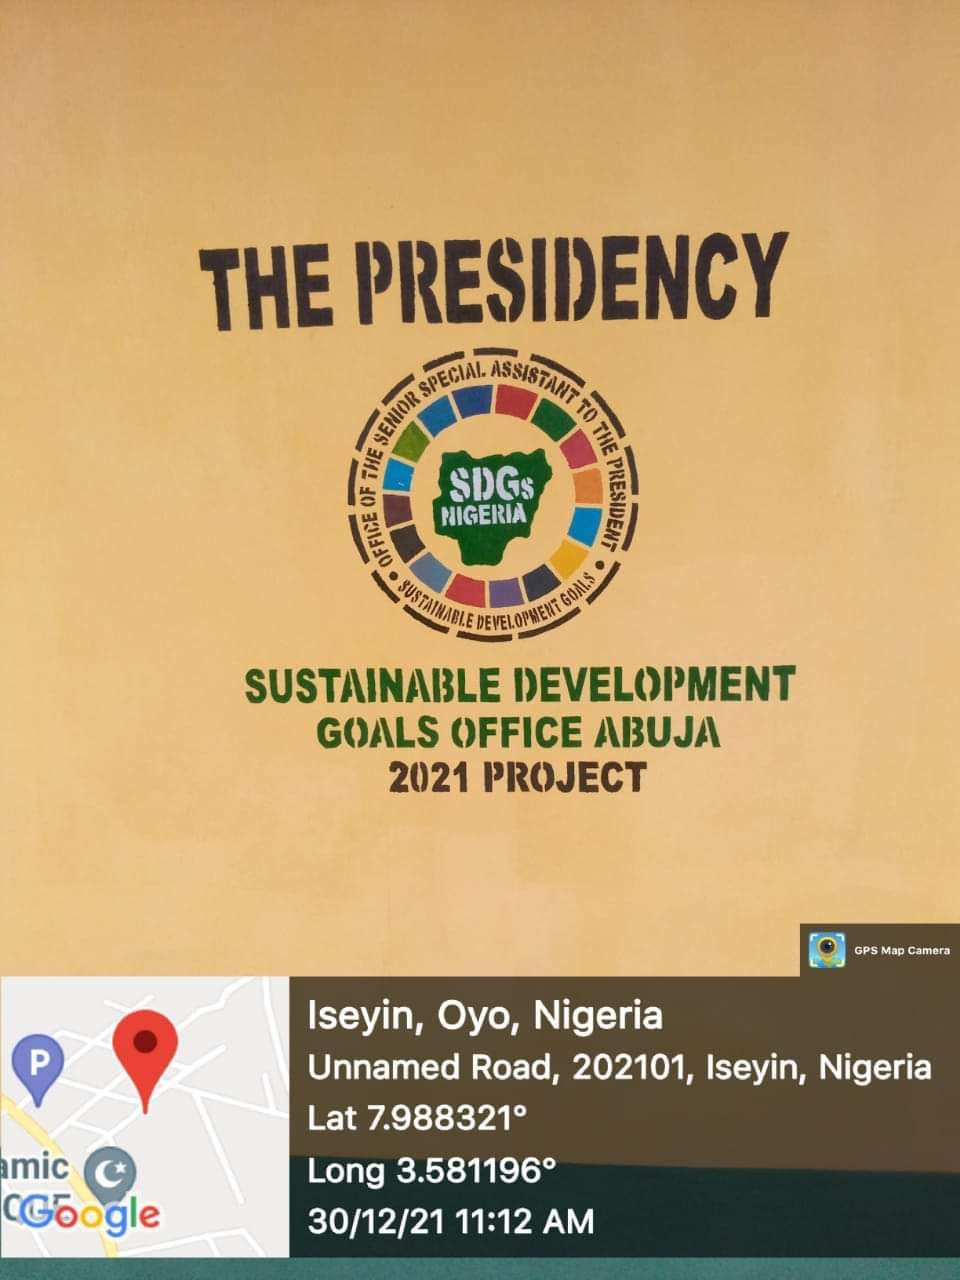 THE PRESIDENCY
OFFICE OF THE SENIOR SPECIAL ASSISTANT TO THE PRESIDENT
SDGs
NIGERIA
• SUSTAINABLE DEVELOPMENT GOALS •
SUSTAINABLE DEVELOPMENT
GOALS OFFICE ABUJA
2021 PROJECT
GPS Map Camera
Iseyin, Oyo, Nigeria
Unnamed Road, 202101, Iseyin, Nigeria
Lat 7.988321°
Long 3.581196°
30/12/21 11:12 AM
P
amic
Google